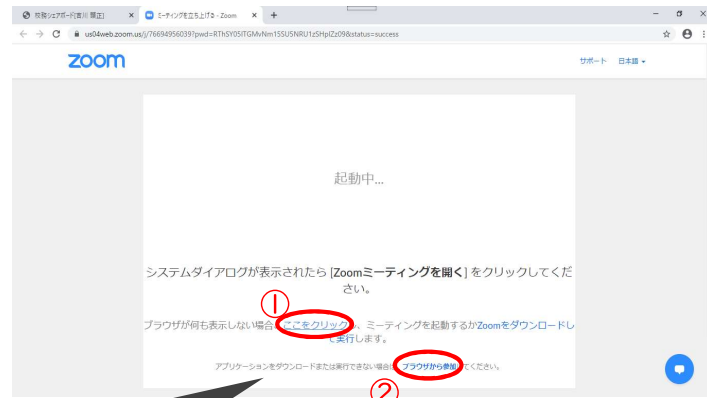 校務シェアボード[吉川 雅正]
ミーティングを立ち上げる - Zoom
us04web.zoom.us/j/76694956039?pwd=RThSY05ITGMvNm15SU5NRU1zSHplZz09&status=success
zoom
サポート 日本語
起動中...
システムダイアログが表示されたら [Zoomミーティングを開く] をクリックしてくだ
さい。
①
ブラウザが何も表示しない場合、ここをクリックし、ミーティングを起動するかZoomをダウンロードし
て実行します。
アプリケーションをダウンロードまたは実行できない場合は、ブラウザから参加してください。
②